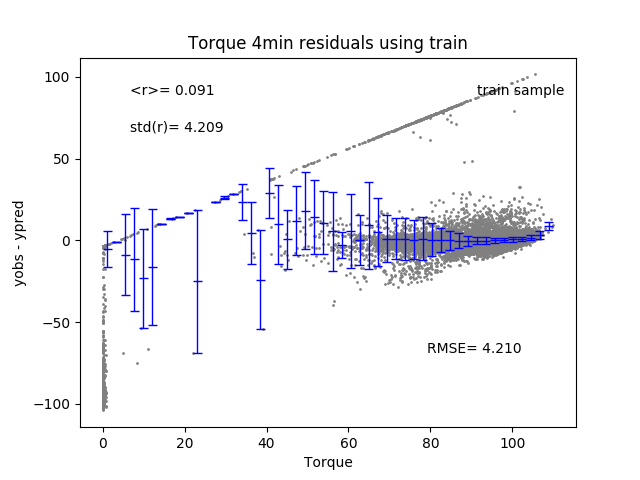 Torque 4min residuals using train
<r>= 0.091
train sample
std(r)= 4.209
RMSE= 4.210
yobs - ypred
100
50
0
−50
−100
0 20 40 60 80 100
Torque